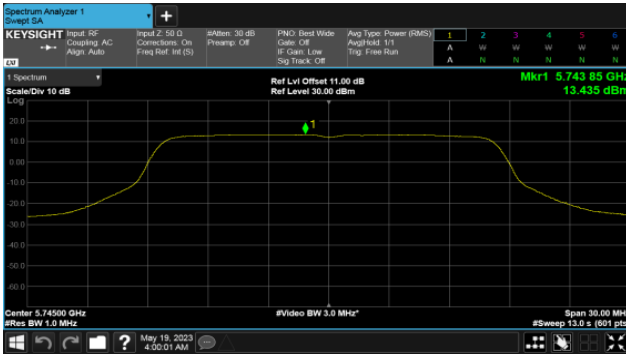 Spectrum Analyzer 1
Swept SA
+
KEYSIGHT Input: RF Input Z: 50 Ω #Atten: 30 dB PNO: Best Wide Avg Type: Power (RMS) 1 2 3 4 5 6
Coupling: AC Corrections: On Preamp: Off Gate: Off Avg|Hold: 1/1 A W W W W W
Align: Auto Freq Ref: Int (S) IF Gain: Low Trig: Free Run
Sig Track: Off A N N N N N
LXI
1 Spectrum Ref Lvl Offset 11.00 dB Mkr1 5.743 85 GHz
Scale/Div 10 dB Ref Level 30.00 dBm 13.435 dBm
Log
20.0
1
10.0
0.00
-10.0
-20.0
-30.0
-40.0
-50.0
-60.0
Center 5.74500 GHz #Video BW 3.0 MHz* Span 30.00 MH
#Res BW 1.0 MHz #Sweep 13.0 s (601 pts
? May 19, 2023
4:00:01 AM